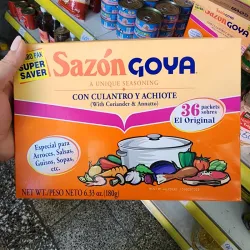 SUPER
SAVER
Sazón GOYA
A UNIQUE SEASONING
CON CULANTRO Y ACHIOTE
(With Coriander & Annatto)
36 packets
sobres
El Original
Especial para
Arroces, Salsas,
Guisos, Sopas,
etc.
NET WT./PESO NETO 6.33 oz. (180g)